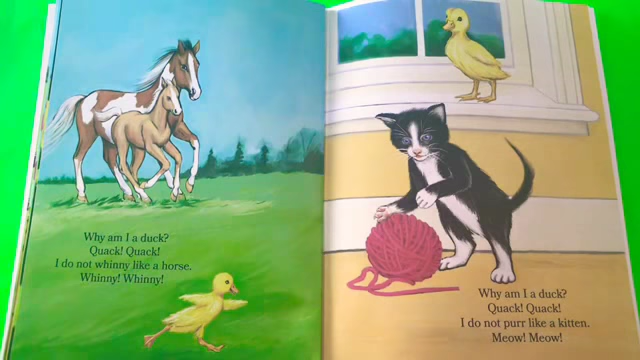 Why am I a duck?
Quack! Quack!
I do not whinny like a horse.
Whinny! Whinny!
Why am I a duck?
Quack! Quack!
I do not purr like a kitten.
Meow! Meow!